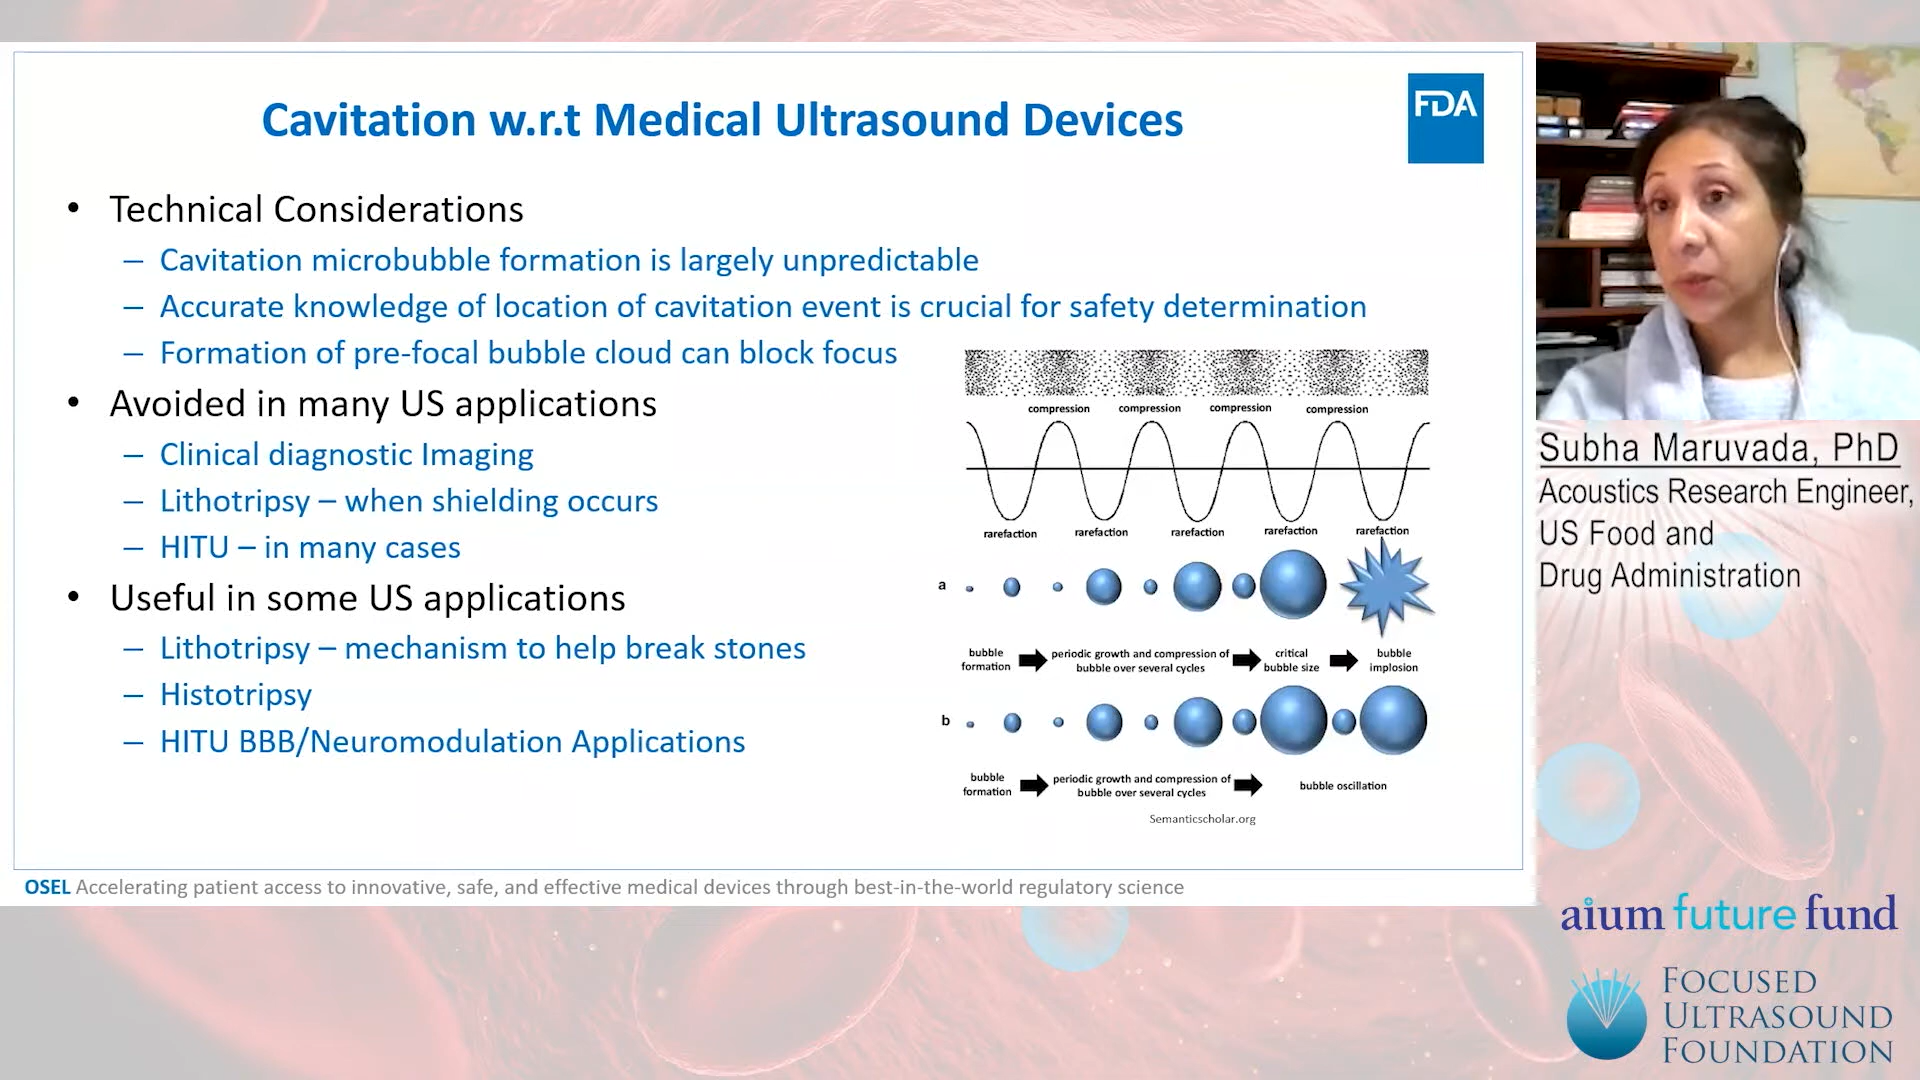 Cavitation w.r.t Medical Ultrasound Devices
FDA
• Technical Considerations
– Cavitation microbubble formation is largely unpredictable
– Accurate knowledge of location of cavitation event is crucial for safety determination
– Formation of pre-focal bubble cloud can block focus
• Avoided in many US applications
– Clinical diagnostic Imaging
– Lithotripsy – when shielding occurs
– HITU – in many cases
• Useful in some US applications
– Lithotripsy – mechanism to help break stones
– Histotripsy
– HITU BBB/Neuromodulation Applications
compression compression compression compression
rarefaction rarefaction rarefaction rarefaction rarefaction
a
bubble formation
periodic growth and compression of bubble over several cycles
critical bubble size
bubble implosion
b
bubble formation
periodic growth and compression of bubble over several cycles
bubble oscillation
Semanticscholar.org
OSEL Accelerating patient access to innovative, safe, and effective medical devices through best-in-the-world regulatory science
Subha Maruvada, PhD
Acoustics Research Engineer,
US Food and
Drug Administration
aium future fund
FOCUSED
ULTRASOUND
FOUNDATION